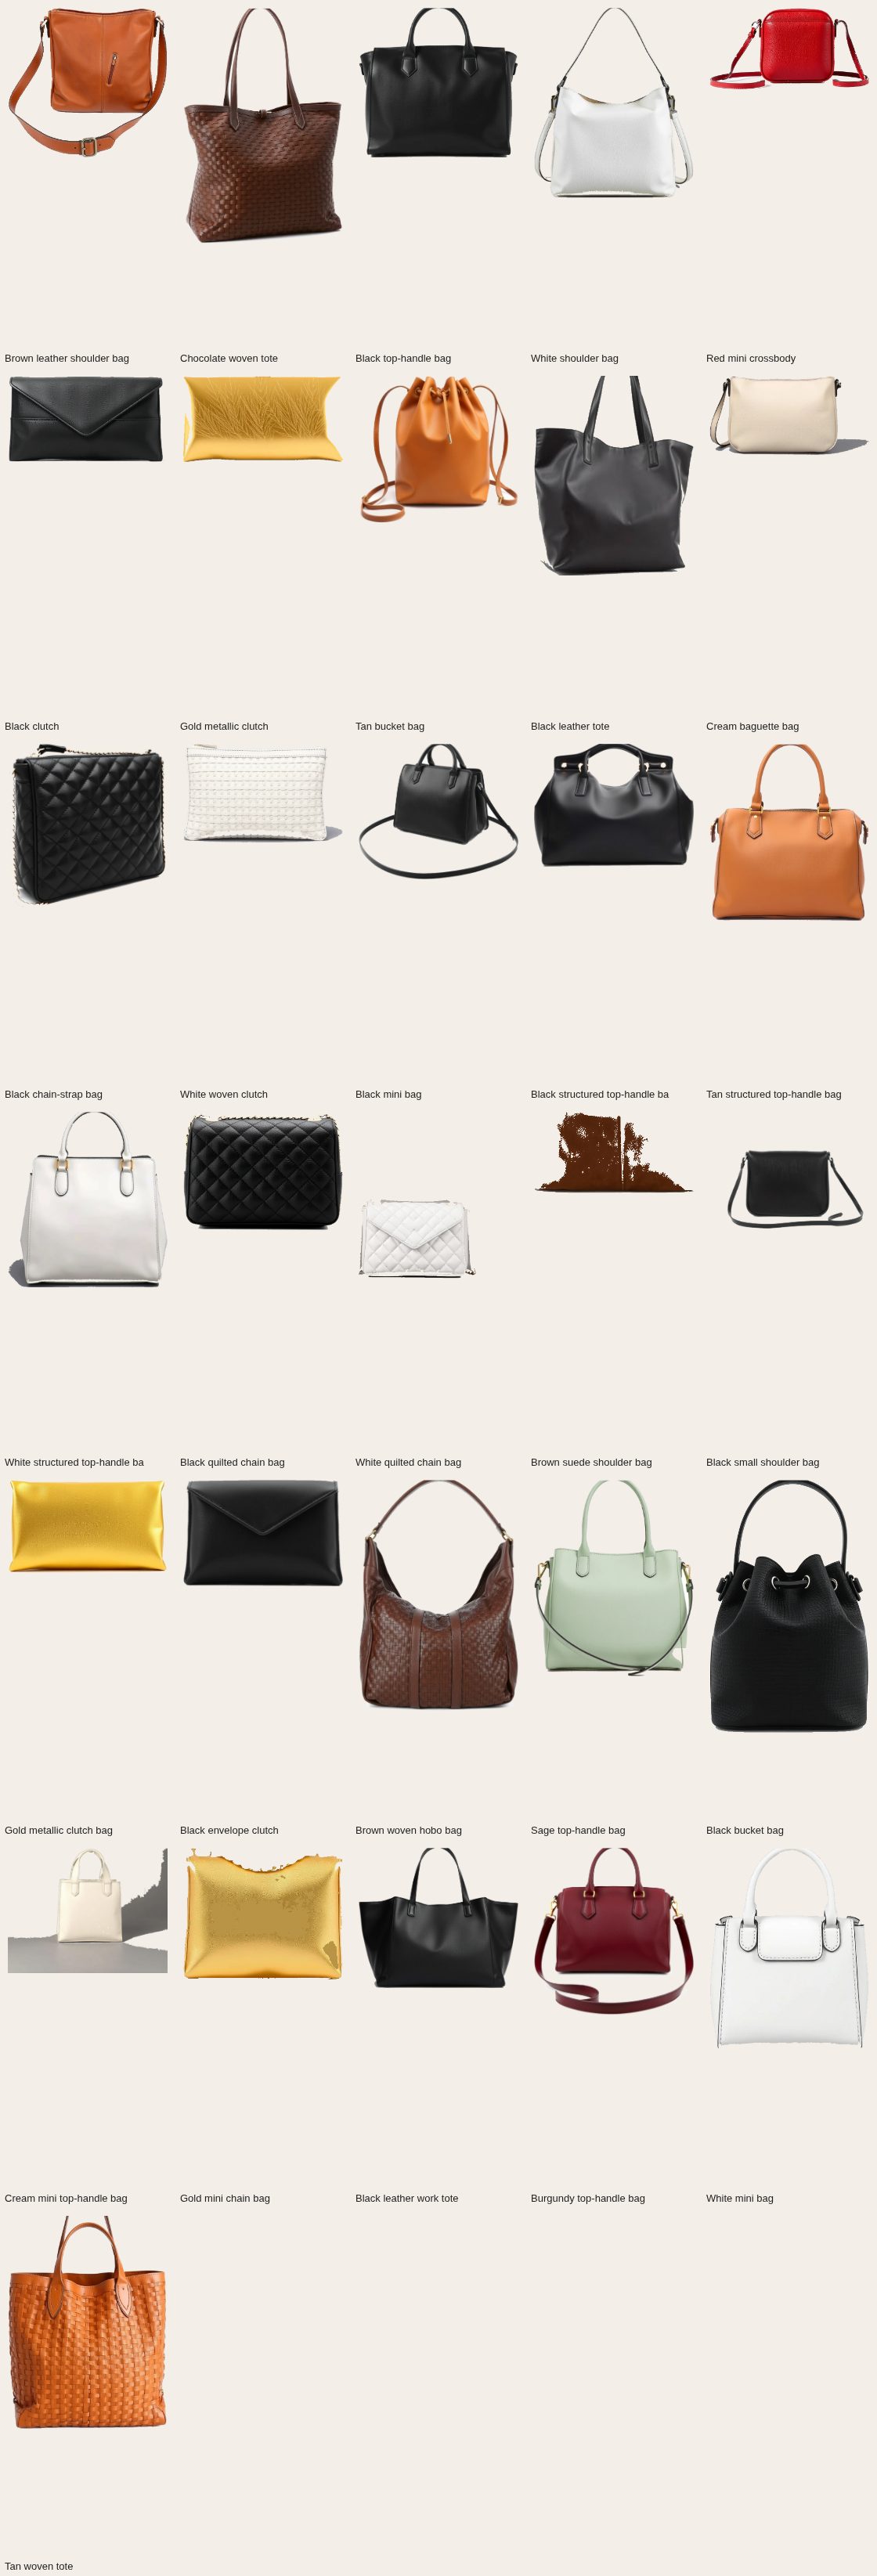 Brown leather shoulder bag
Chocolate woven tote
Black top-handle bag
White shoulder bag
Red mini crossbody
Black clutch
Gold metallic clutch
Tan bucket bag
Black leather tote
Cream baguette bag
Black chain-strap bag
White woven clutch
Black mini bag
Black structured top-handle ba
Tan structured top-handle bag
White structured top-handle ba
Black quilted chain bag
White quilted chain bag
Brown suede shoulder bag
Black small shoulder bag
Gold metallic clutch bag
Black envelope clutch
Brown woven hobo bag
Sage top-handle bag
Black bucket bag
Cream mini top-handle bag
Gold mini chain bag
Black leather work tote
Burgundy top-handle bag
White mini bag
Tan woven tote